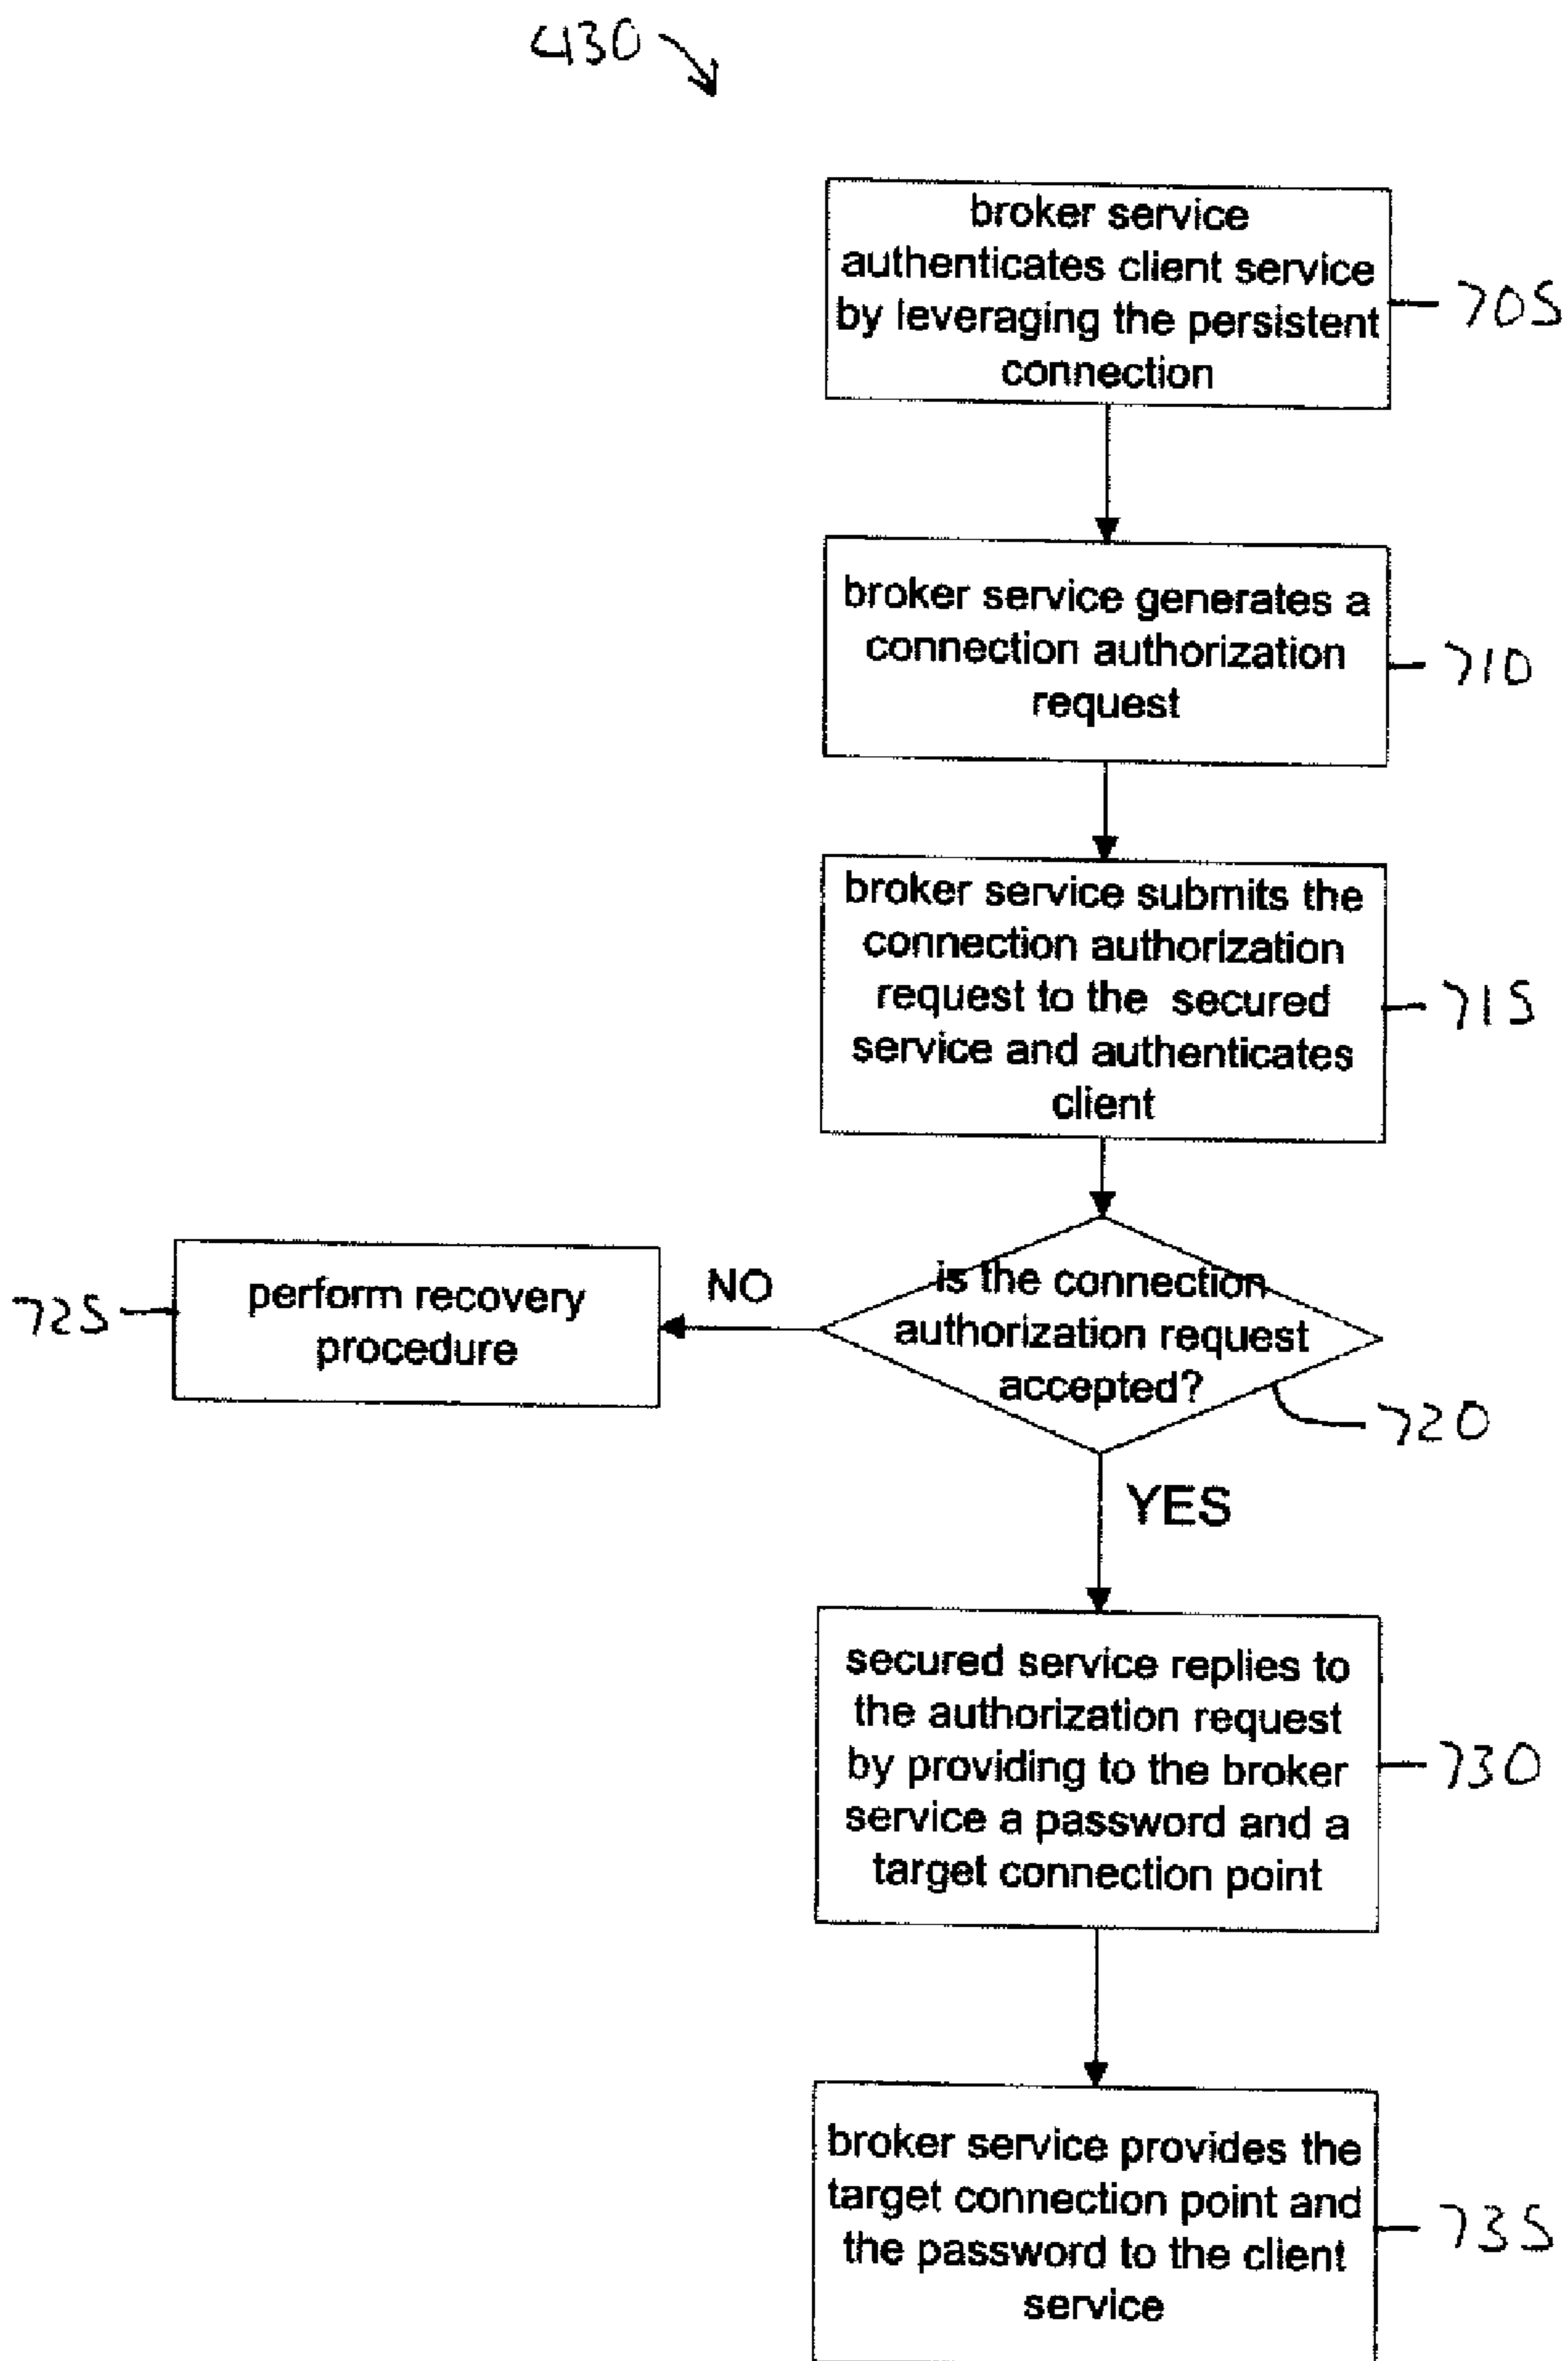 430
broker service
authenticates client service
by leveraging the persistent
connection
705
broker service generates a
connection authorization
request
710
broker service submits the
connection authorization
request to the secured
service and authenticates
client
715
is the connection
authorization request
accepted?
720
NO
perform recovery
procedure
725
YES
secured service replies to
the authorization request
by providing to the broker
service a password and a
target connection point
730
broker service provides the
target connection point and
the password to the client
service
735